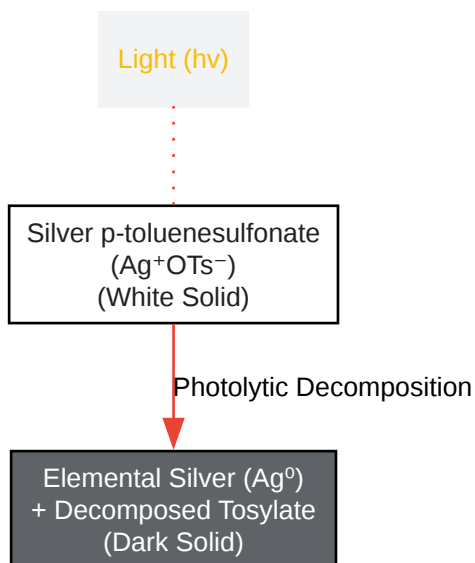 Light (hv)
Silver p-toluenesulfonate
(Ag⁺OTs⁻)
(White Solid)
Photolytic Decomposition
Elemental Silver (Ag⁰)
+ Decomposed Tosylate
(Dark Solid)